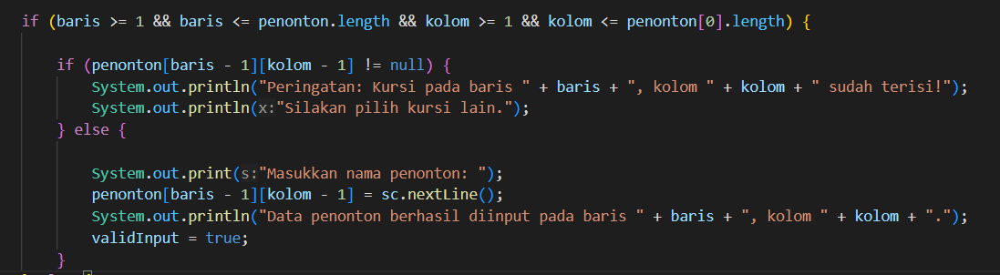 if (baris >= 1 && baris <= penonton.length && kolom >= 1 && kolom <= penonton[0].length) {
if (penonton[baris - 1][kolom - 1] != null) {
System.out.println("Peringatan: Kursi pada baris " + baris + ", kolom " + kolom + " sudah terisi!");
System.out.println(x:"Silakan pilih kursi lain.");
} else {
System.out.print(s:"Masukkan nama penonton: ");
penonton[baris - 1][kolom - 1] = sc.nextLine();
System.out.println("Data penonton berhasil diinput pada baris " + baris + ", kolom " + kolom + ".");
validInput = true;
}